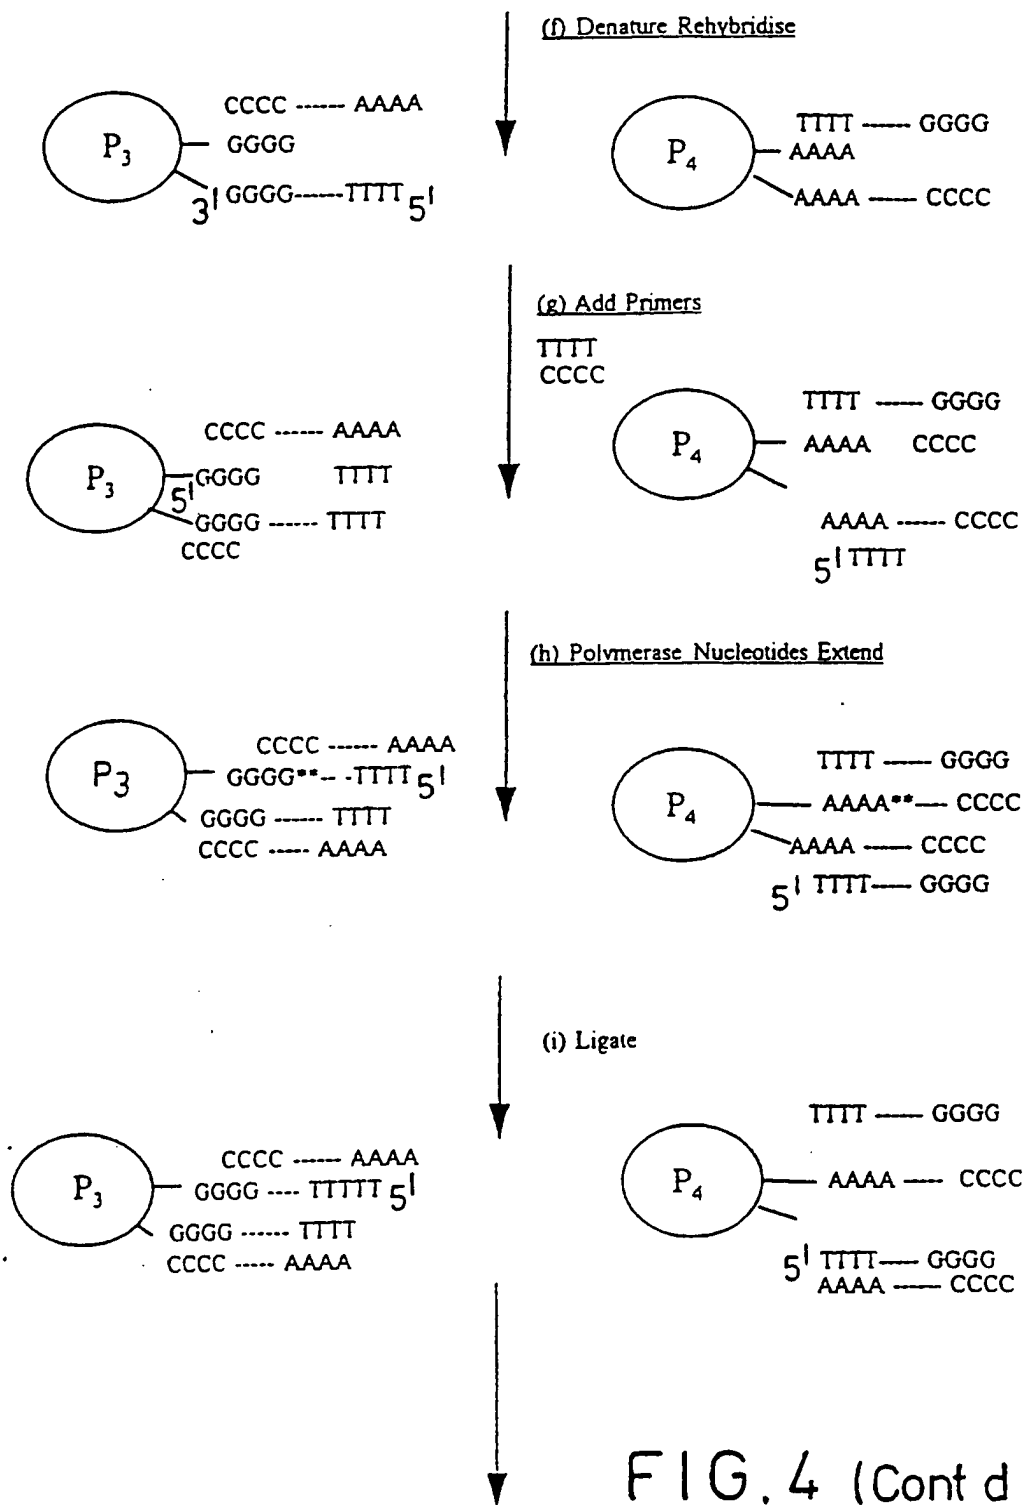 (f) Denature Rehybridise
CCCC ------ AAAA
P3
GGGG
3' GGGG------TTTT 5'
TTTT —— GGGG
P4
AAAA
AAAA —— CCCC
(g) Add Primers
TTTT
CCCC
CCCC ------ AAAA
P3
5' GGGG TTTT
GGGG ------ TTTT
CCCC
TTTT —— GGGG
P4
AAAA CCCC
AAAA ------ CCCC
5' TTTT
(h) Polymerase Nucleotides Extend
CCCC ------ AAAA
P3
GGGG**-- -TTTT 5'
GGGG ------ TTTT
CCCC ----- AAAA
TTTT —— GGGG
P4
AAAA**— CCCC
AAAA —— CCCC
5' TTTT—— GGGG
(i) Ligate
CCCC ------ AAAA
P3
GGGG ---- TTTTT 5'
GGGG ------ TTTT
CCCC ----- AAAA
TTTT —— GGGG
P4
AAAA —— CCCC
5' TTTT—— GGGG
AAAA —— CCCC
FIG. 4 (Cont d